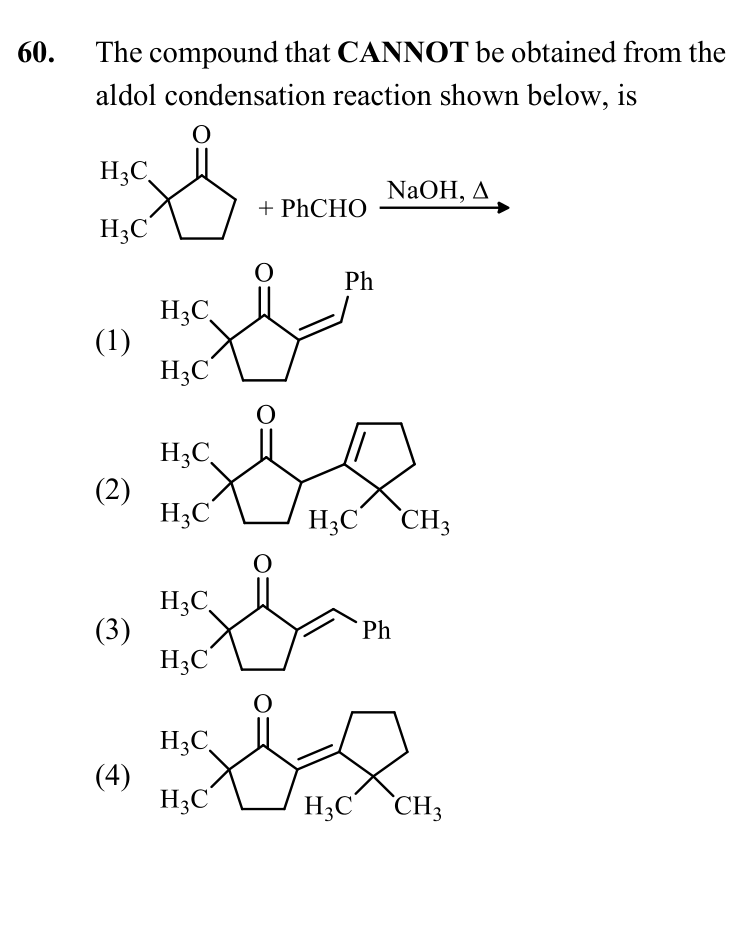 60. The compound that CANNOT be obtained from the
aldol condensation reaction shown below, is
O
H₃C
H₃C
+ PhCHO
NaOH, Δ
(1)
O
Ph
H₃C
H₃C
(2)
O
H₃C
H₃C
H₃C
CH₃
(3)
O
H₃C
H₃C
Ph
(4)
O
H₃C
H₃C
H₃C
CH₃